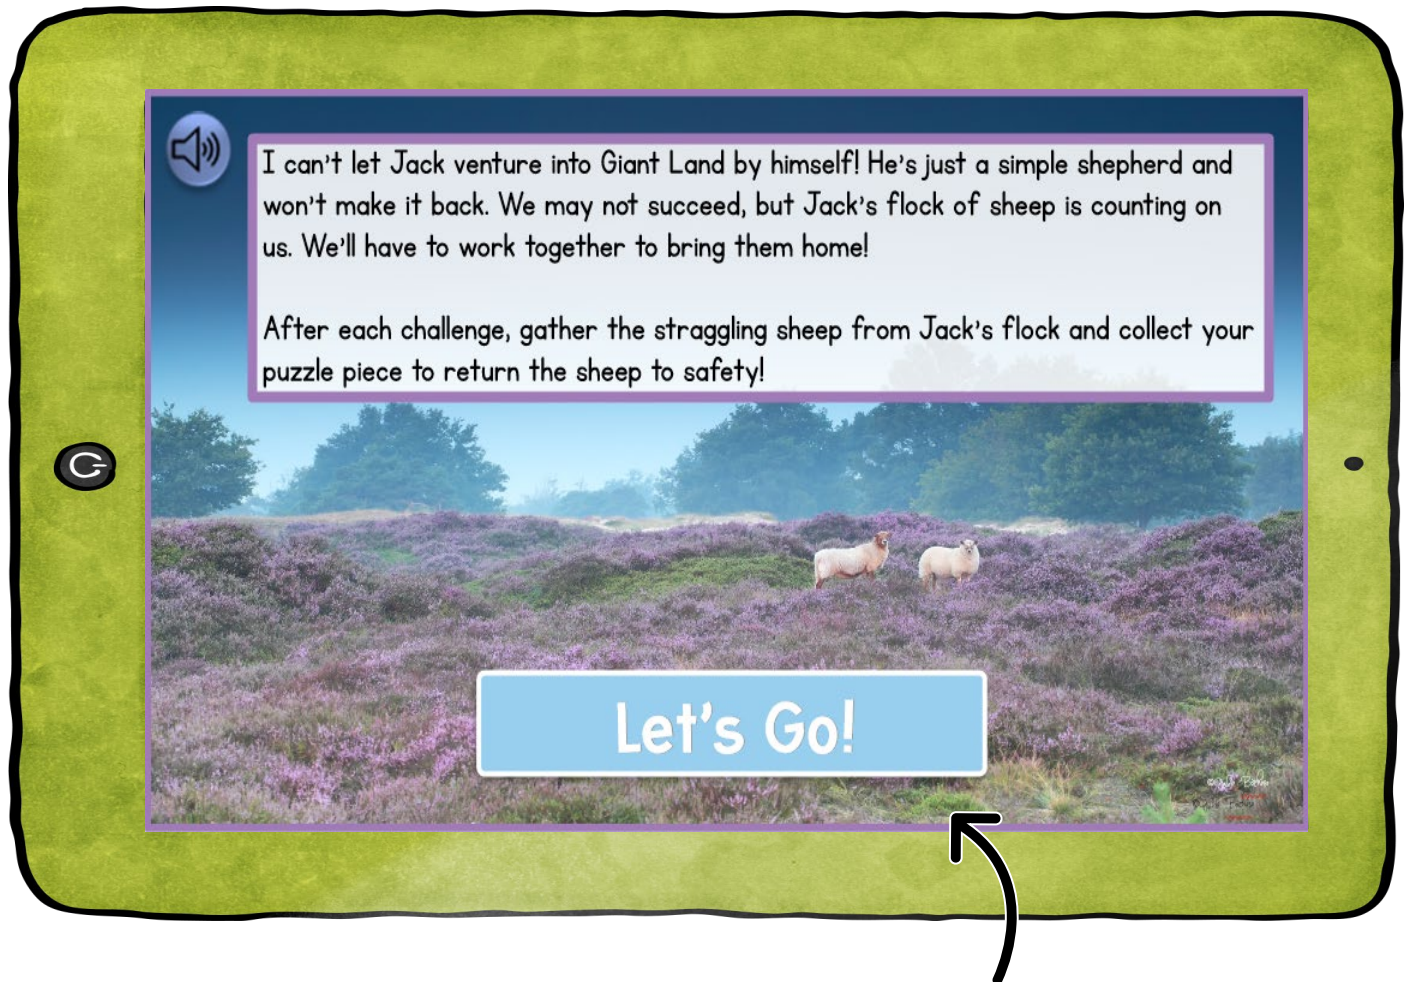 I can't let Jack venture into Giant Land by himself! He's just a simple shepherd and
won't make it back. We may not succeed, but Jack's flock of sheep is counting on
us. We'll have to work together to bring them home!
After each challenge, gather the straggling sheep from Jack's flock and collect your
puzzle piece to return the sheep to safety!
Let's Go!